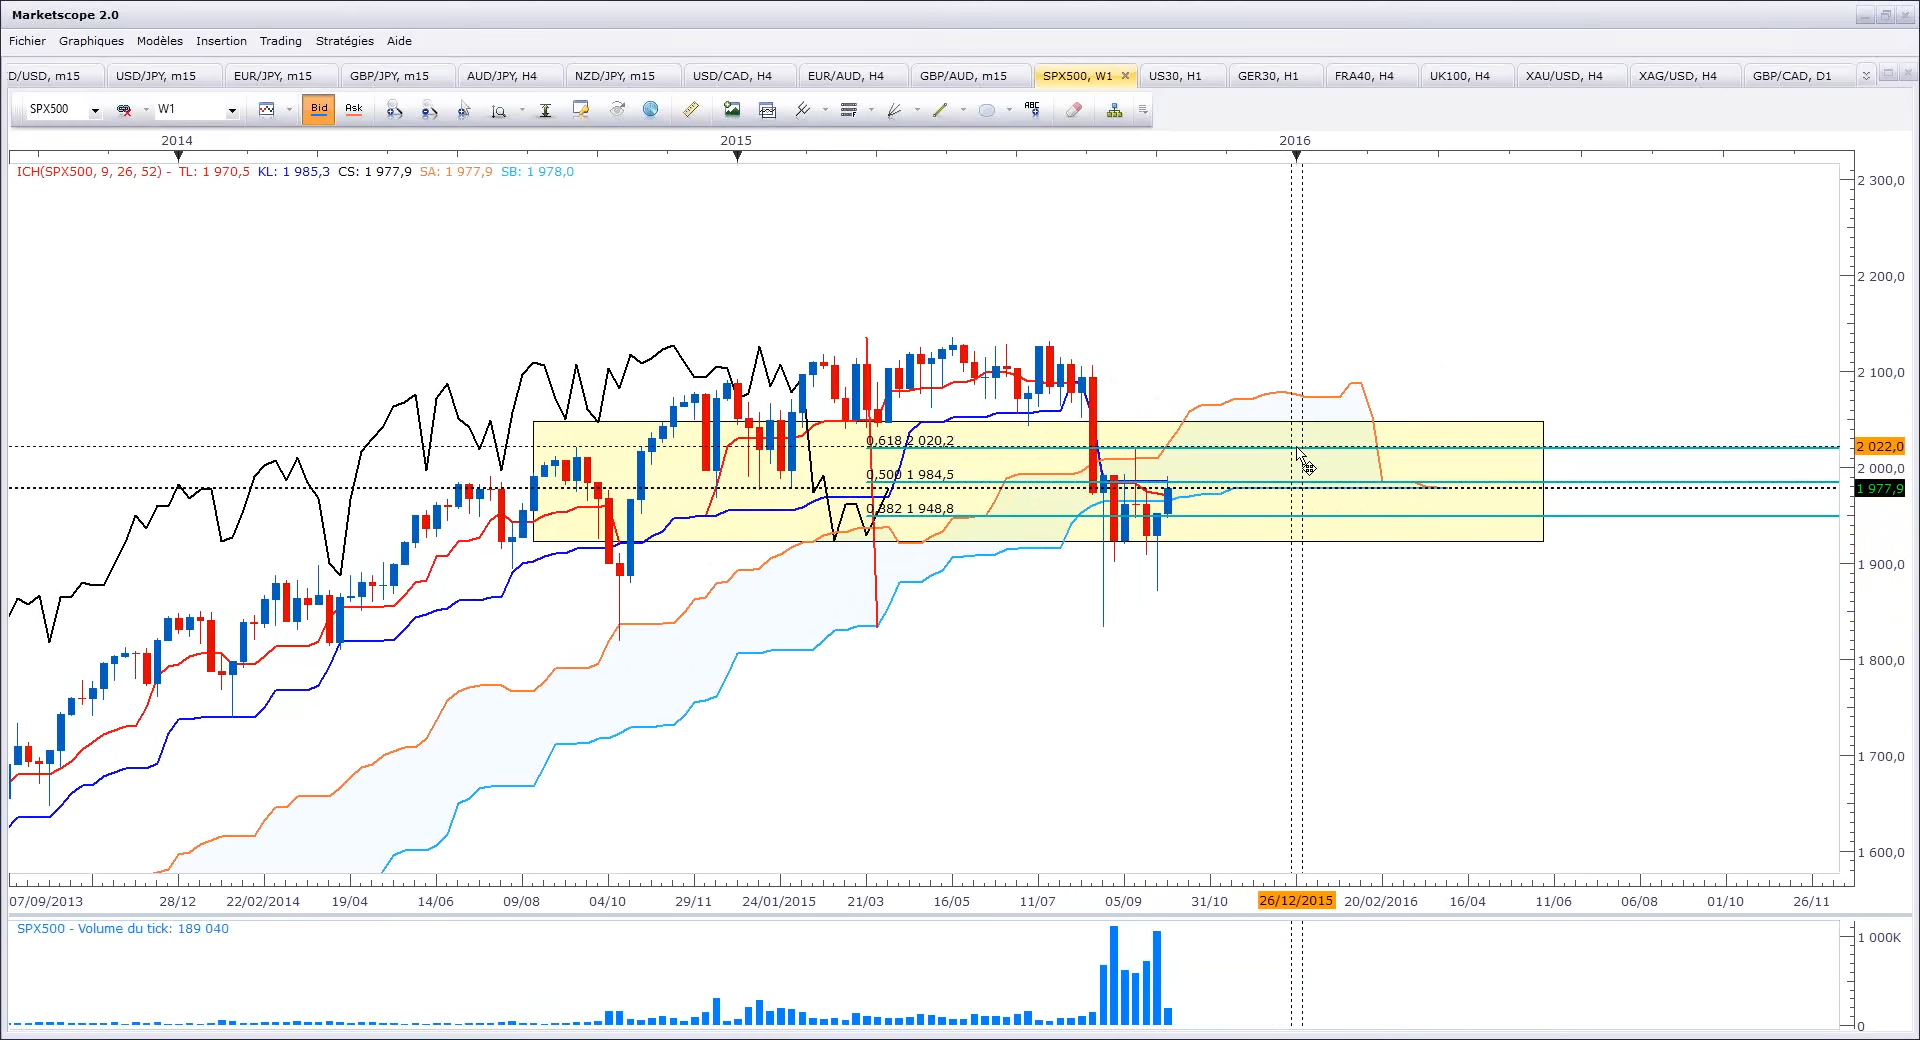 Marketscope 2.0
Fichier Graphiques Modèles Insertion Trading Stratégies Aide
D/USD, m15 USD/JPY, m15 EUR/JPY, m15 GBP/JPY, m15 AUD/JPY, H4 NZD/JPY, m15 USD/CAD, H4 EUR/AUD, H4 GBP/AUD, m15 SPX500, W1 US30, H1 GER30, H1 FRA40, H4 UK100, H4 XAU/USD, H4 XAG/USD, H4 GBP/CAD, D1
SPX500 W1 Bid Ask ABC
2014 2015 2016
ICH(SPX500, 9, 26, 52) - TL: 1 970,5 KL: 1 985,3 CS: 1 977,9 SA: 1 977,9 SB: 1 978,0
2 300,0
2 200,0
2 100,0
0,618 2 020,2
2 022,0
2 000,0
0,500 1 984,5
1 977,9
0,382 1 948,8
1 900,0
1 800,0
1 700,0
1 600,0
07/09/2013 28/12 22/02/2014 19/04 14/06 09/08 04/10 29/11 24/01/2015 21/03 16/05 11/07 05/09 31/10 26/12/2015 20/02/2016 16/04 11/06 06/08 01/10 26/11
SPX500 - Volume du tick: 189 040
1 000K
0